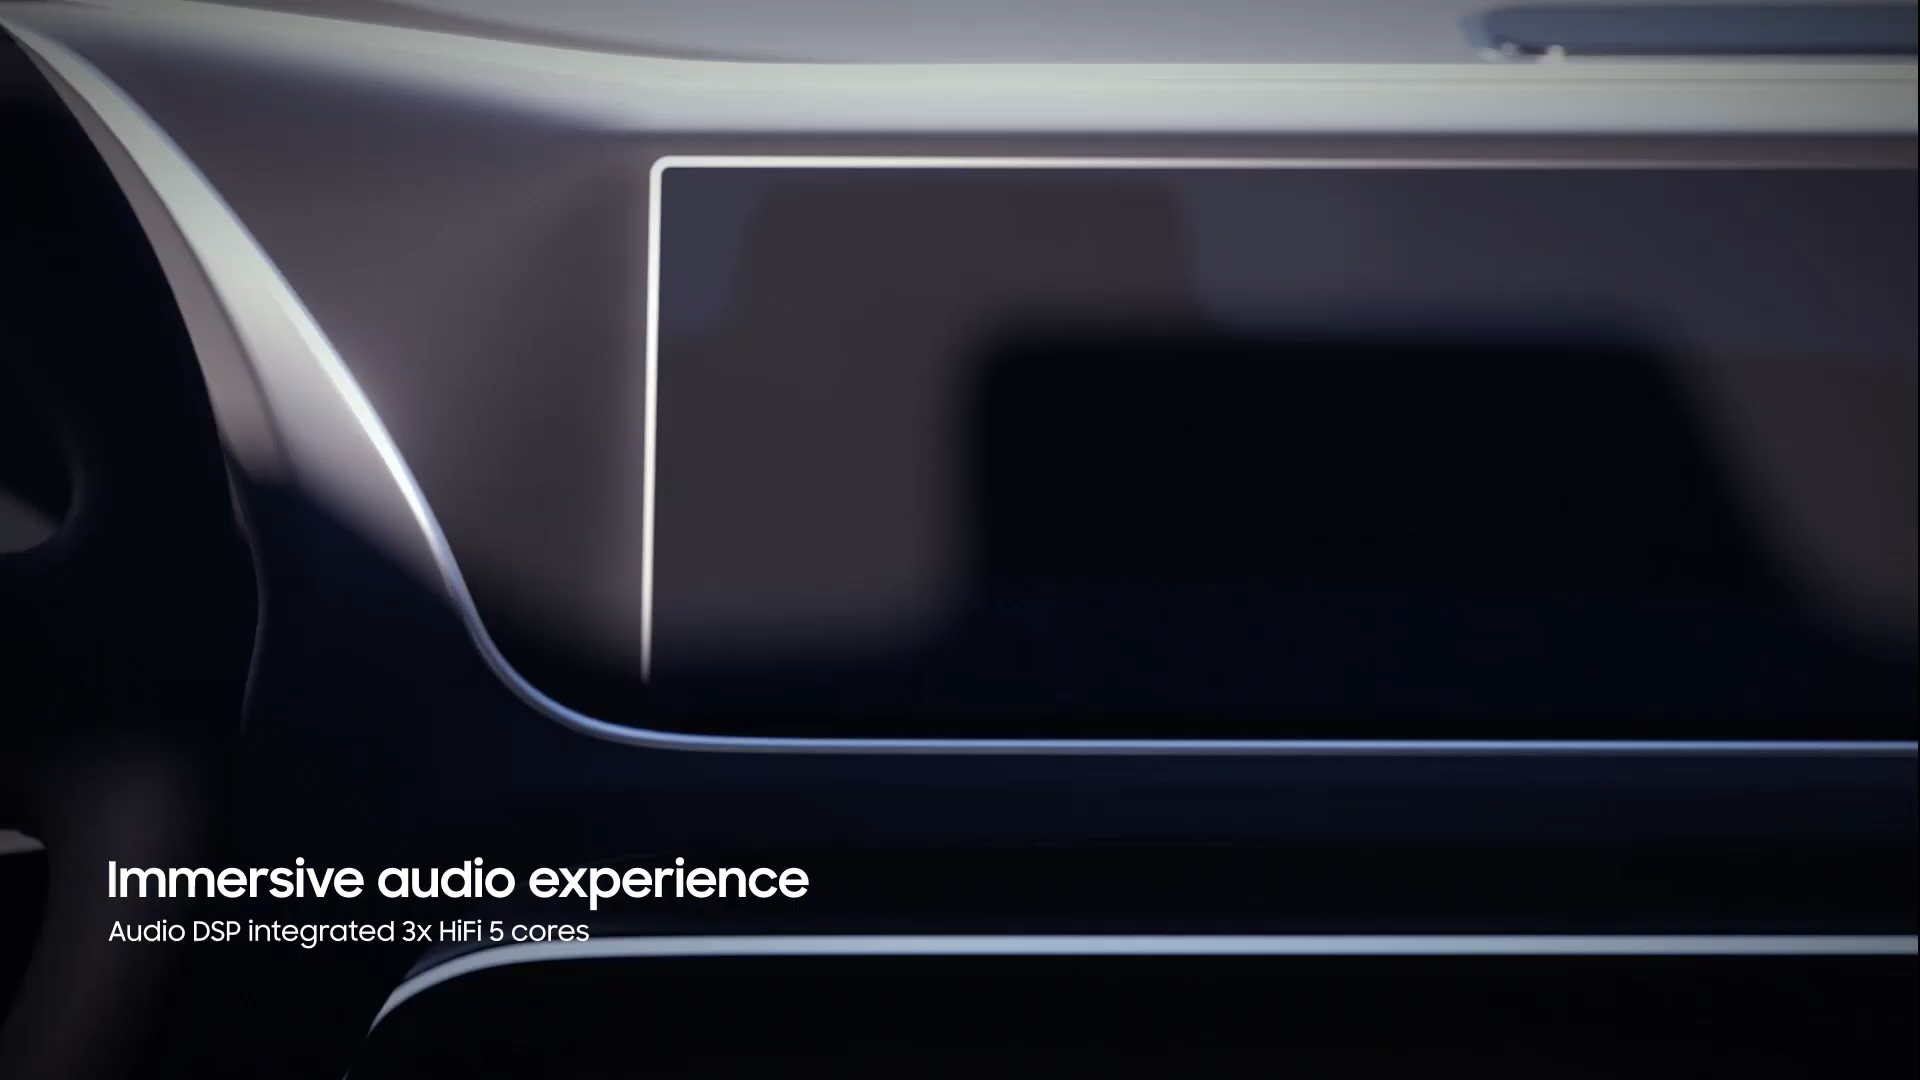 Immersive audio experience
Audio DSP integrated 3x HiFi 5 cores